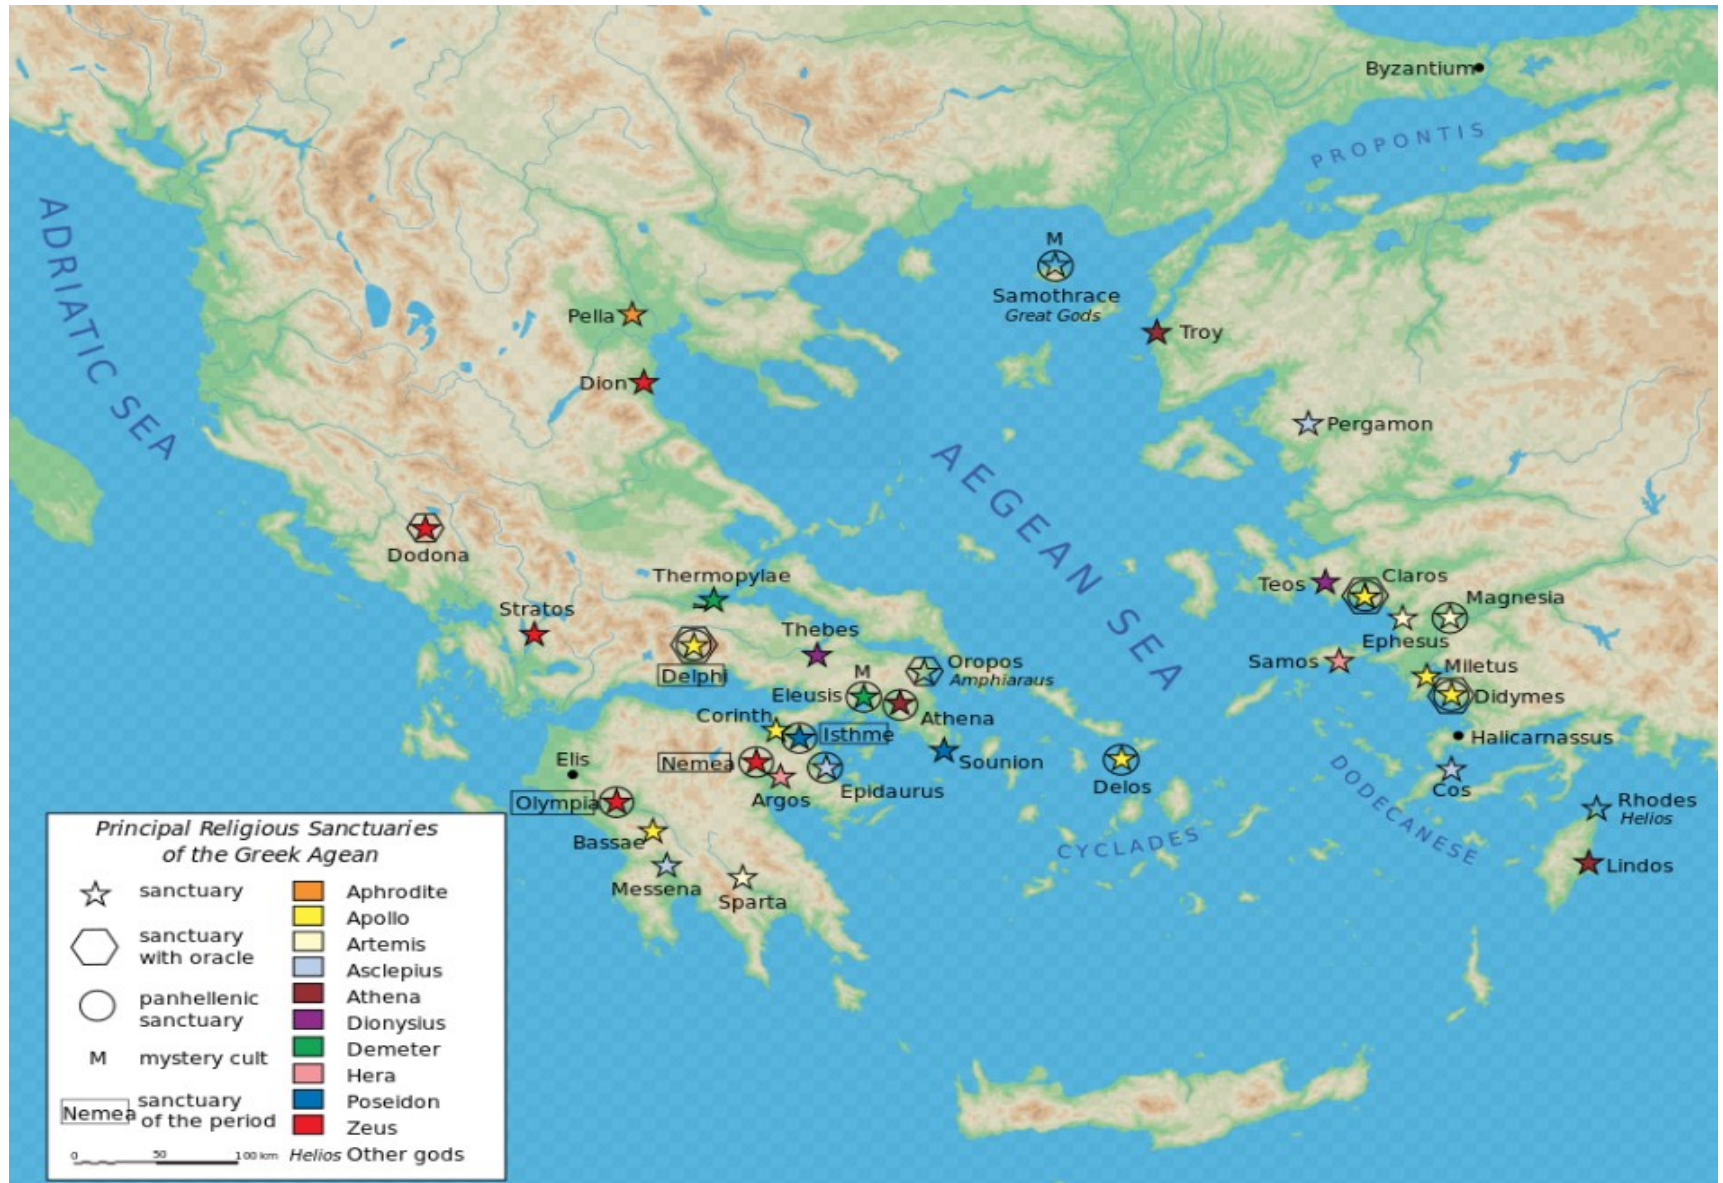 Byzantium
PROPONTIS
ADRIATIC SEA
M
Samothrace
Great Gods
Pella
Troy
Dion
Pergamon
AEGEAN SEA
Dodona
Thermopylae
Teos
Claros
Magnesia
Stratos
Thebes
Ephesus
Delphi
M
Oropos
Amphiaraus
Samos
Miletus
Eleusis
Didymes
Corinth
Athena
Isthme
Halicarnassus
Elis
Nemea
Sounion
DODECANESE
Argos
Epidaurus
Delos
Cos
Olympia
Rhodes
Helios
Bassae
CYCLADES
Lindos
Messena
Sparta
Principal Religious Sanctuaries
of the Greek Agean
sanctuary
sanctuary
with oracle
panhellenic
sanctuary
M mystery cult
Nemea sanctuary
of the period
0 50 100 km
Aphrodite
Apollo
Artemis
Asclepius
Athena
Dionysius
Demeter
Hera
Poseidon
Zeus
Helios Other gods